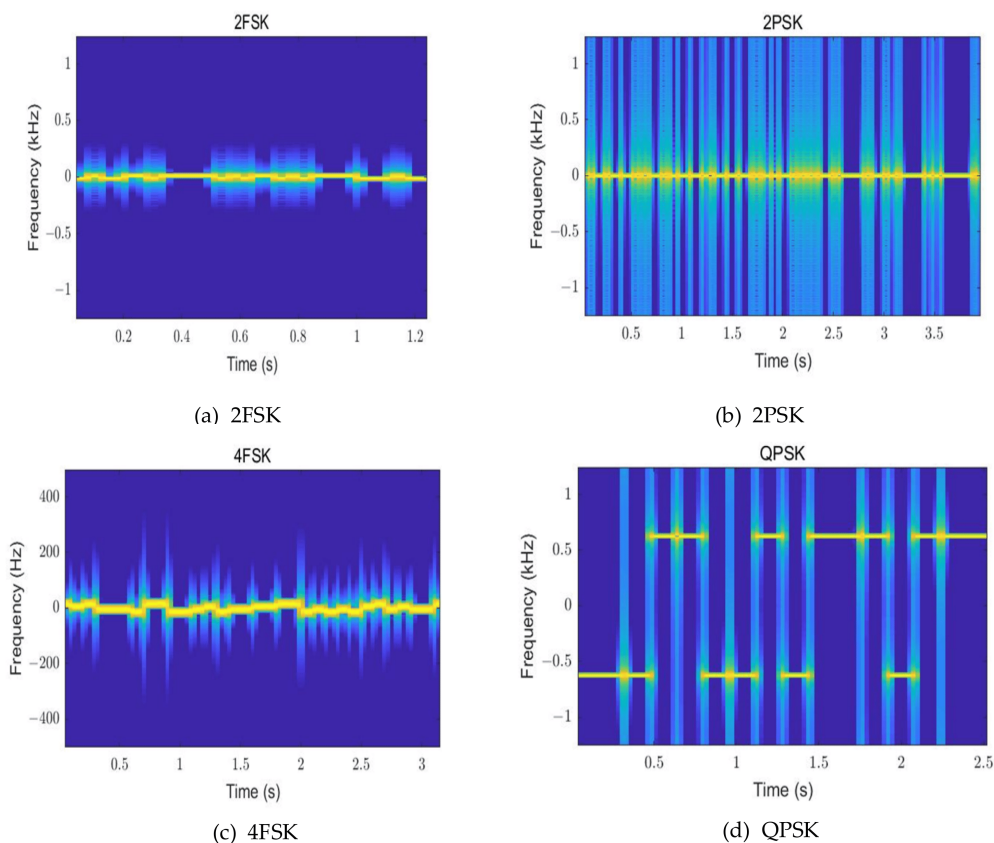 2FSK
1
0.5
0
−0.5
−1
Frequency (kHz)
0.2 0.4 0.6 0.8 1 1.2
Time (s)
(a) 2FSK
2PSK
1
0.5
0
−0.5
−1
Frequency (kHz)
0.5 1 1.5 2 2.5 3 3.5
Time (s)
(b) 2PSK
4FSK
400
200
0
−200
−400
Frequency (Hz)
0.5 1 1.5 2 2.5 3
Time (s)
(c) 4FSK
QPSK
1
0.5
0
−0.5
−1
Frequency (kHz)
0.5 1 1.5 2 2.5
Time (s)
(d) QPSK